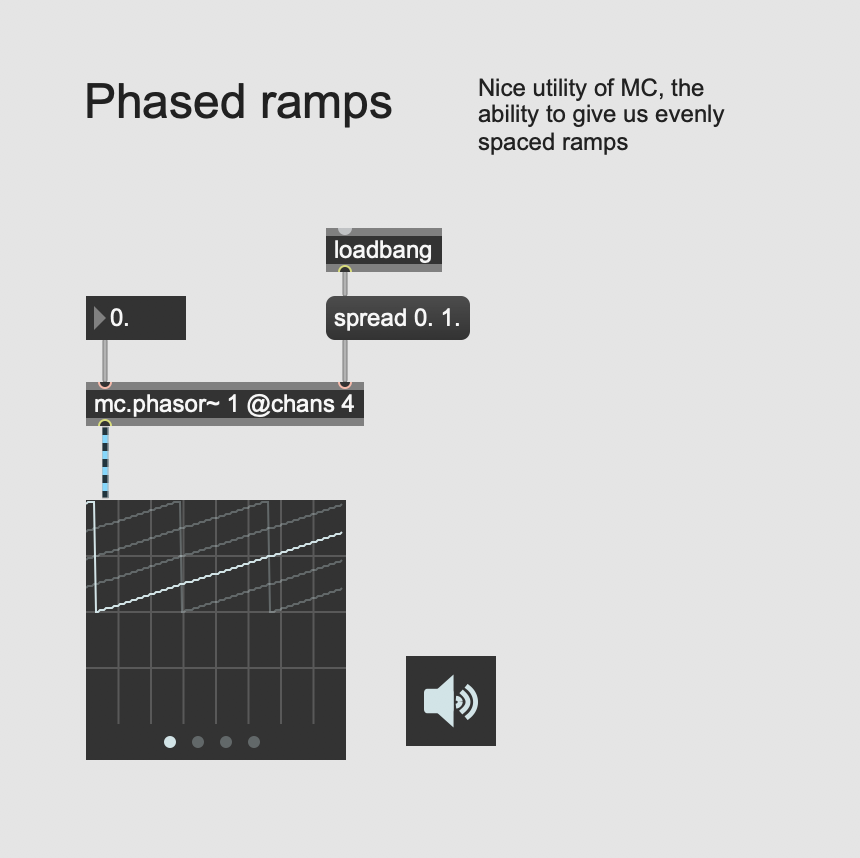 Phased ramps
Nice utility of MC, the
ability to give us evenly
spaced ramps
loadbang
0.
spread 0. 1.
mc.phasor~ 1 @chans 4